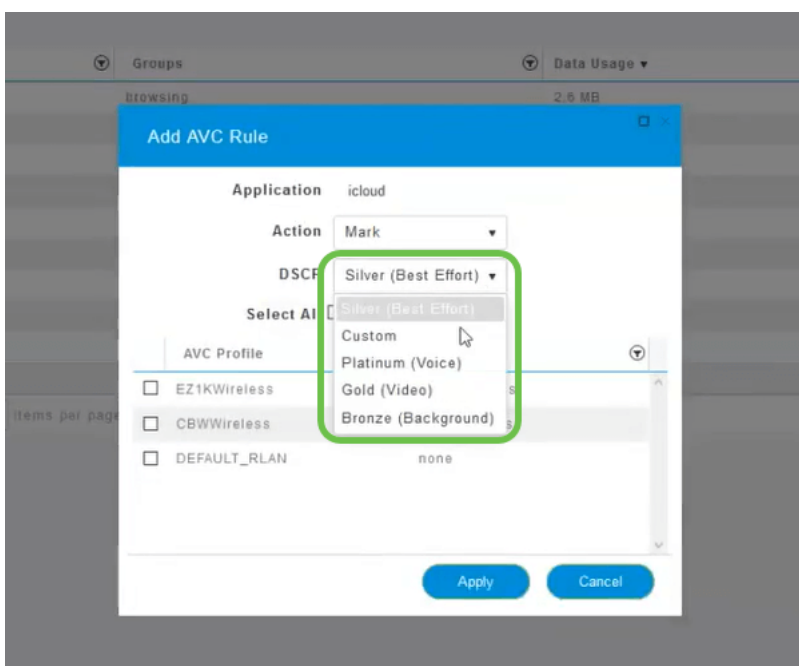 Groups Data Usage ▼
browsing 2.6 MB
Add AVC Rule
Application icloud
Action Mark
DSCP Silver (Best Effort)
Select All
Silver (Best Effort)
Custom
Platinum (Voice)
Gold (Video)
Bronze (Background)
AVC Profile
EZ1KWireless s
items per page
CBWWireless s
DEFAULT_RLAN none
Apply Cancel